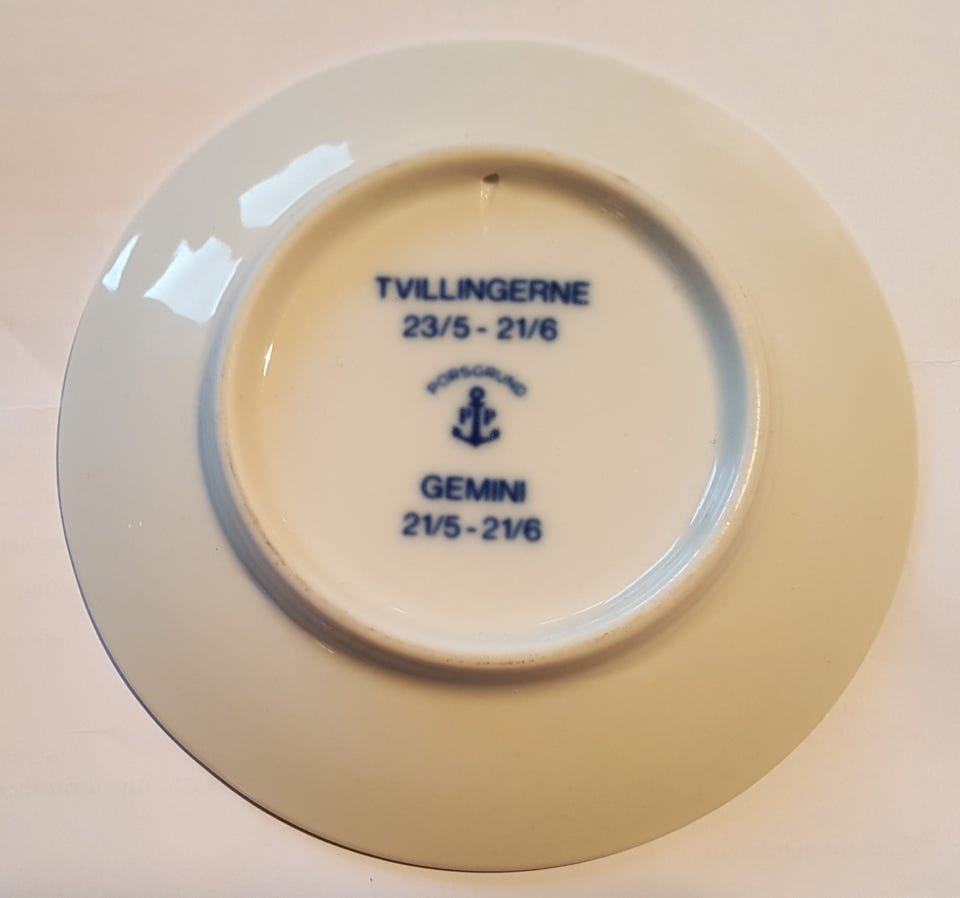 TVILLINGERNE
23/5 - 21/6
PORSGRUND
P P
GEMINI
21/5 - 21/6